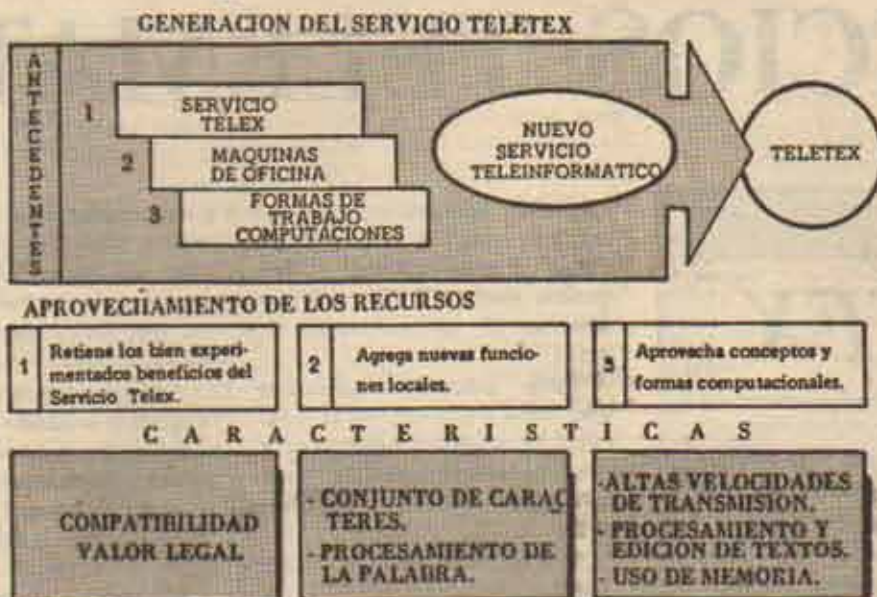 GENERACION DEL SERVICIO TELETEX
ANTECEDENTES
1
SERVICIO
TELEX
2
MAQUINAS
DE OFICINA
3
FORMAS DE
TRABAJO
COMPUTACIONES
NUEVO
SERVICIO
TELEINFORMATICO
TELETEX
APROVECHAMIENTO DE LOS RECURSOS
1
Retiene los bien experi-
mentados beneficios del
Servicio Telex.
2
Agrega nuevas funcio-
nes locales.
3
Aprovecha conceptos y
formas computacionales.
C A R A C T E R I S T I C A S
COMPATIBILIDAD
VALOR LEGAL
- CONJUNTO DE CARAC
TERES.
- PROCESAMIENTO DE
LA PALABRA.
-ALTAS VELOCIDADES
DE TRANSMISION.
- PROCESAMIENTO Y
EDICION DE TEXTOS.
- USO DE MEMORIA.